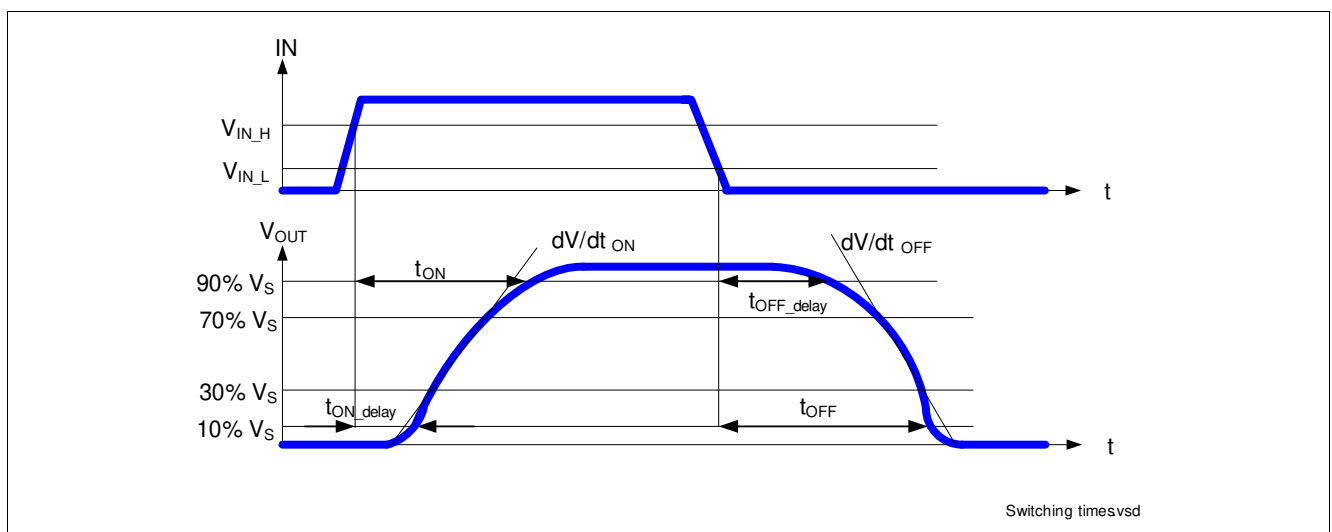 IN
V_IN_H
V_IN_L
t
V_OUT
dV/dt ON
dV/dt OFF
t_ON
90% V_S
t_OFF_delay
70% V_S
30% V_S
t_ON_delay
t_OFF
10% V_S
t
Switching times.vsd